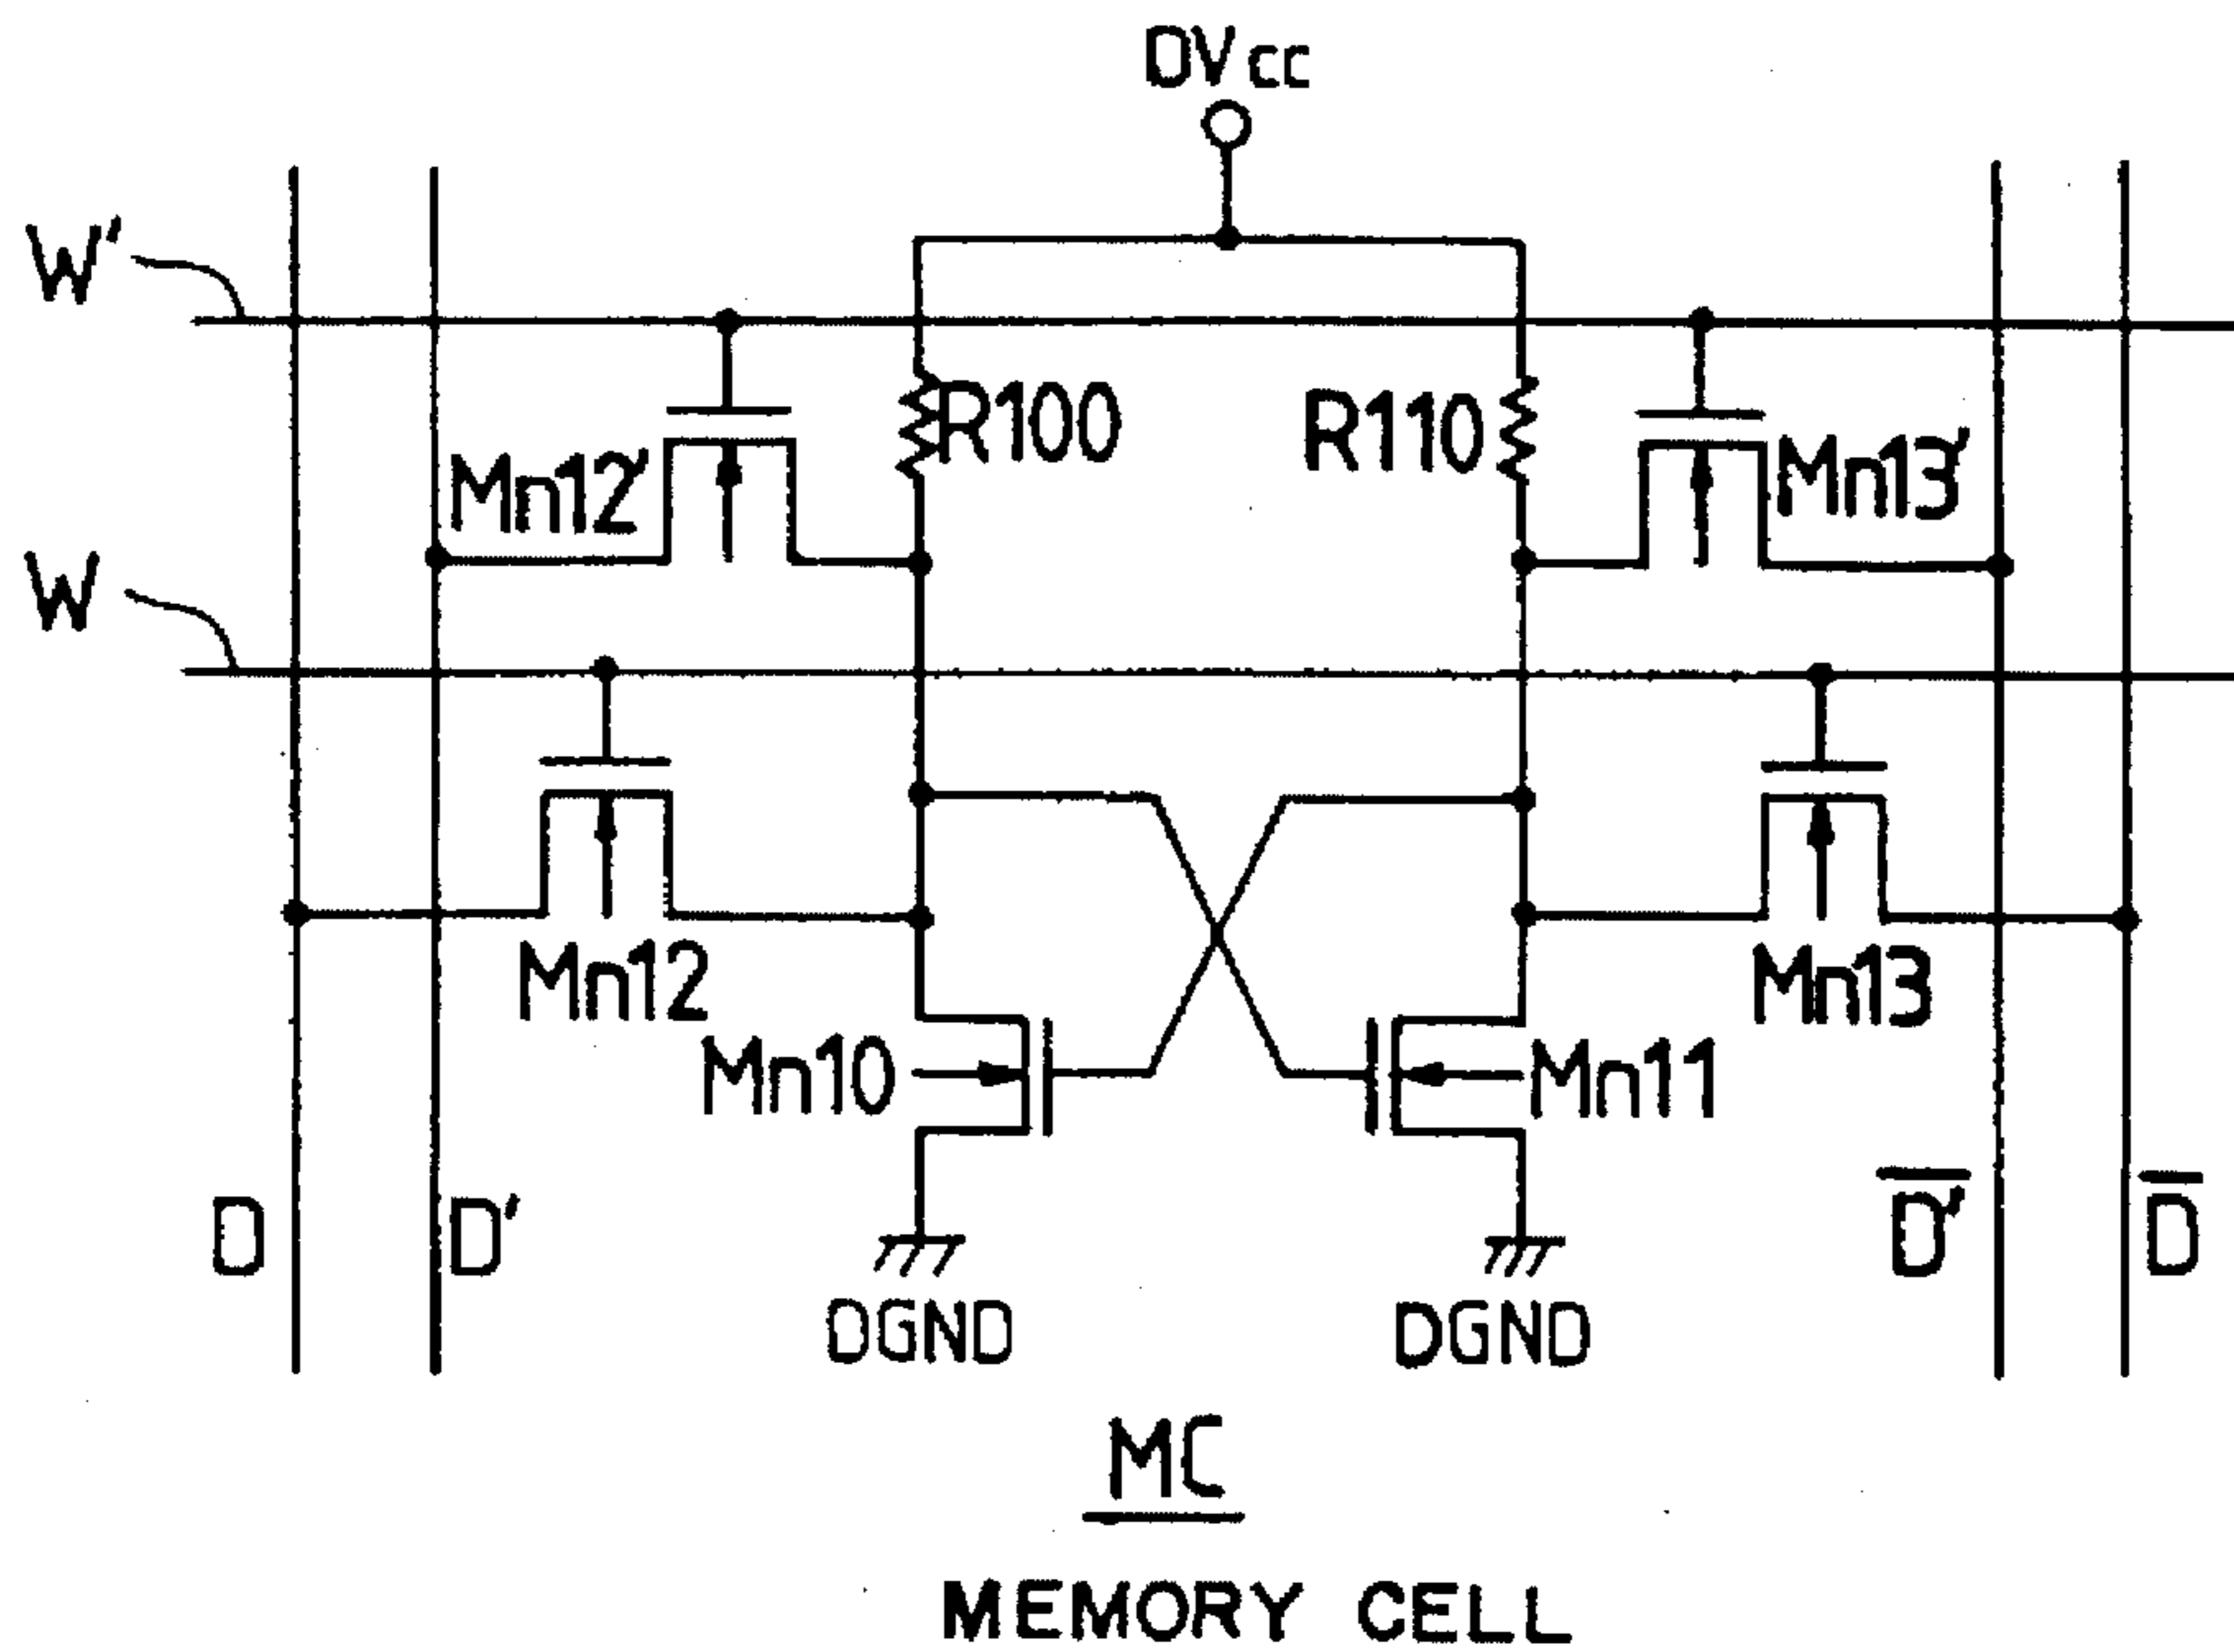 DVcc
W'
R100
R110
Mn12'
Mn13'
W
Mn12
Mn13
Mn10
Mn11
D
D'
D̅'̅
D̅
DGND
DGND
MC
MEMORY CELL